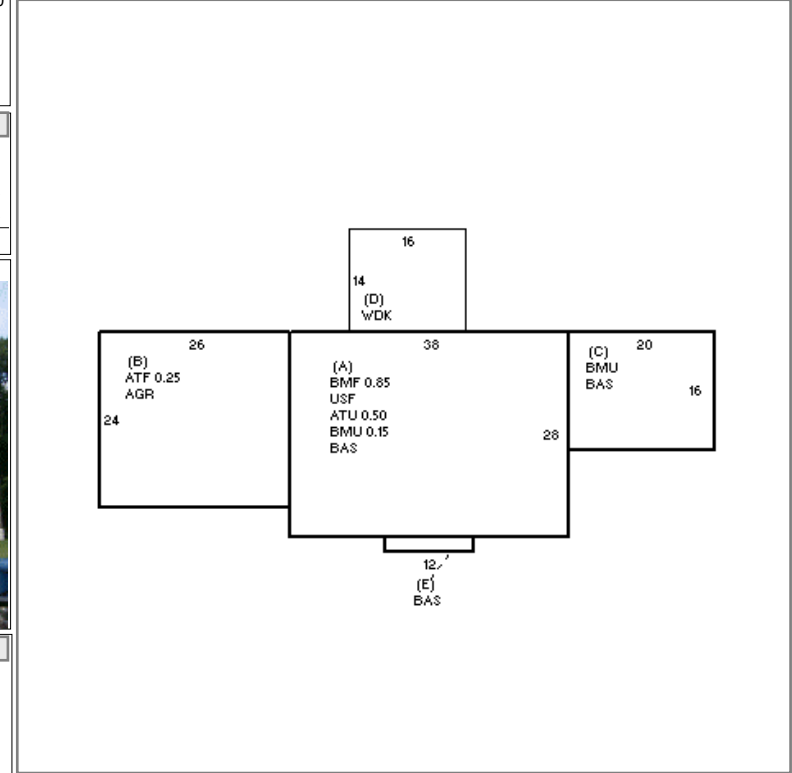 16
14
(D)
WDK
26
(B)
ATF 0.25
AGR
24
38
(A)
BMF 0.85
USF
ATU 0.50
BMU 0.15
BAS
28
20
(C)
BMU
BAS
16
12
(E)
BAS